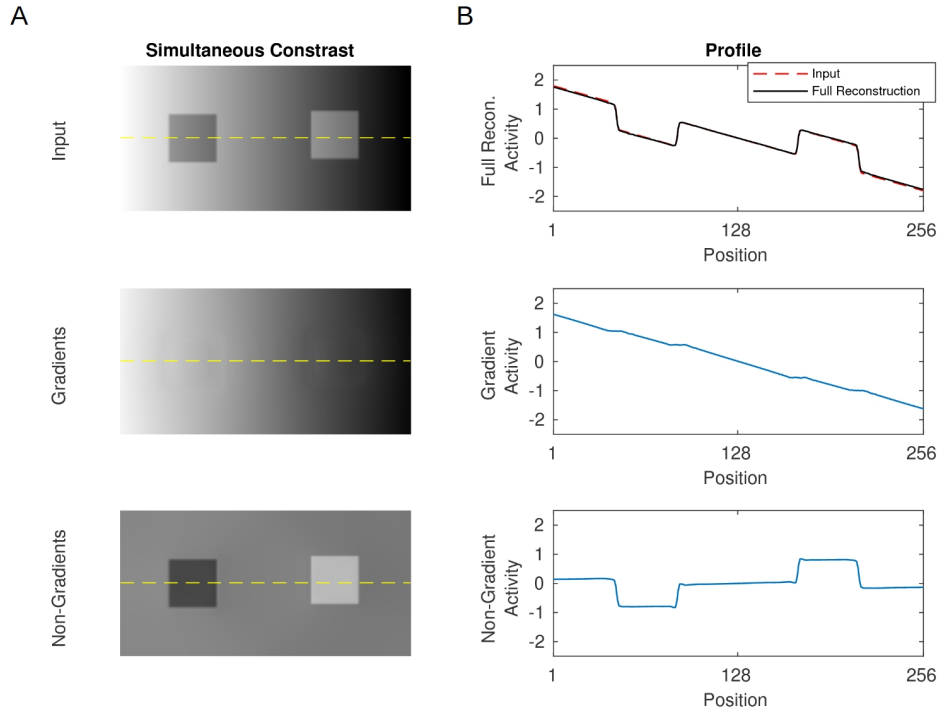 A
B
Simultaneous Constrast
Profile
Input
Full Recon.
Activity
2
1
0
-1
-2
Input
Full Reconstruction
1
128
256
Position
Gradients
Gradient
Activity
2
1
0
-1
-2
1
128
256
Position
Non-Gradients
Non-Gradient
Activity
2
1
0
-1
-2
1
128
256
Position